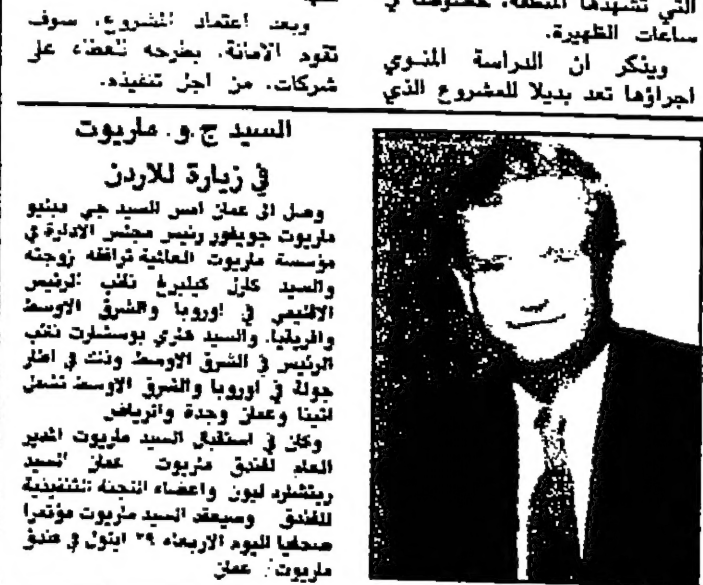 التي تشهدها المنطقة، خصوصا في
ساعات الظهيرة.
ويذكر ان الدراسة المنوي
اجراؤها تعد بديلا للمشروع الذي
وبعد اعتماد المشروع، سوف
تقوم الامانة، بطرحه للعطاء على
شركات، من اجل تنفيذه.
السيد ج.و. ماريوت
في زيارة للاردن
وصل الى عمان امس السيد جي دبليو
ماريوت جونيور رئيس مجلس الادارة في
مؤسسة ماريوت العالمية ترافقه زوجته
والسيد كارل كيلبرغ نائب الرئيس
الاقليمي في اوروبا والشرق الاوسط
وافريقيا، والسيد هنري بوستشارت نائب
الرئيس في الشرق الاوسط وذلك في اطار
جولة في اوروبا والشرق الاوسط تشمل
اثينا وعمان وجدة والرياض
وكان في استقبال السيد ماريوت المدير
العام لفندق ماريوت عمان السيد
ريتشارد ليون واعضاء اللجنة التنفيذية
للفندق وسيعقد السيد ماريوت مؤتمرا
صحفيا اليوم الاربعاء ٢٩ ايلول في فندق
ماريوت عمان